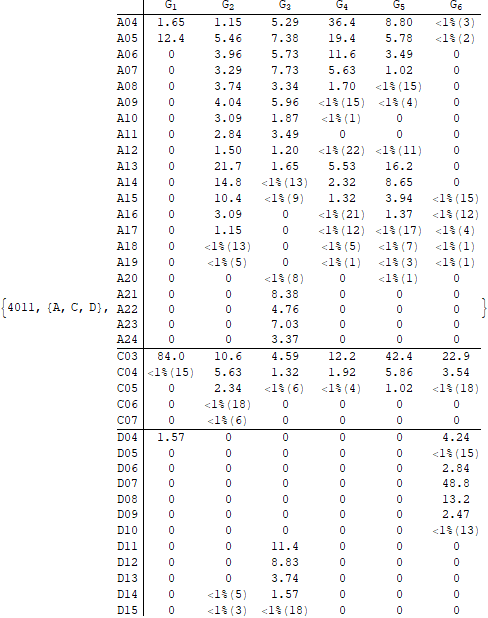 G1 G2 G3 G4 G5 G6
A04 1.65 1.15 5.29 36.4 8.80 <1%(3)
A05 12.4 5.46 7.38 19.4 5.78 <1%(2)
A06 0 3.96 5.73 11.6 3.49 0
A07 0 3.29 7.73 5.63 1.02 0
A08 0 3.74 3.34 1.70 <1%(15) 0
A09 0 4.04 5.96 <1%(15) <1%(4) 0
A10 0 3.09 1.87 <1%(1) 0 0
A11 0 2.84 3.49 0 0 0
A12 0 1.50 1.20 <1%(22) <1%(11) 0
A13 0 21.7 1.65 5.53 16.2 0
A14 0 14.8 <1%(13) 2.32 8.65 0
A15 0 10.4 <1%(9) 1.32 3.94 <1%(15)
A16 0 3.09 0 <1%(21) 1.37 <1%(12)
A17 0 1.15 0 <1%(12) <1%(17) <1%(4)
A18 0 <1%(13) 0 <1%(5) <1%(7) <1%(1)
A19 0 <1%(5) 0 <1%(1) <1%(3) <1%(1)
A20 0 0 <1%(8) 0 <1%(1) 0
A21 0 0 8.38 0 0 0
{4011, {A, C, D}, A22 0 0 4.76 0 0 0 }
A23 0 0 7.03 0 0 0
A24 0 0 3.37 0 0 0
C03 84.0 10.6 4.59 12.2 42.4 22.9
C04 <1%(15) 5.63 1.32 1.92 5.86 3.54
C05 0 2.34 <1%(6) <1%(4) 1.02 <1%(18)
C06 0 <1%(18) 0 0 0 0
C07 0 <1%(6) 0 0 0 0
D04 1.57 0 0 0 0 4.24
D05 0 0 0 0 0 <1%(15)
D06 0 0 0 0 0 2.84
D07 0 0 0 0 0 48.8
D08 0 0 0 0 0 13.2
D09 0 0 0 0 0 2.47
D10 0 0 0 0 0 <1%(13)
D11 0 0 11.4 0 0 0
D12 0 0 8.83 0 0 0
D13 0 0 3.74 0 0 0
D14 0 <1%(5) 1.57 0 0 0
D15 0 <1%(3) <1%(18) 0 0 0